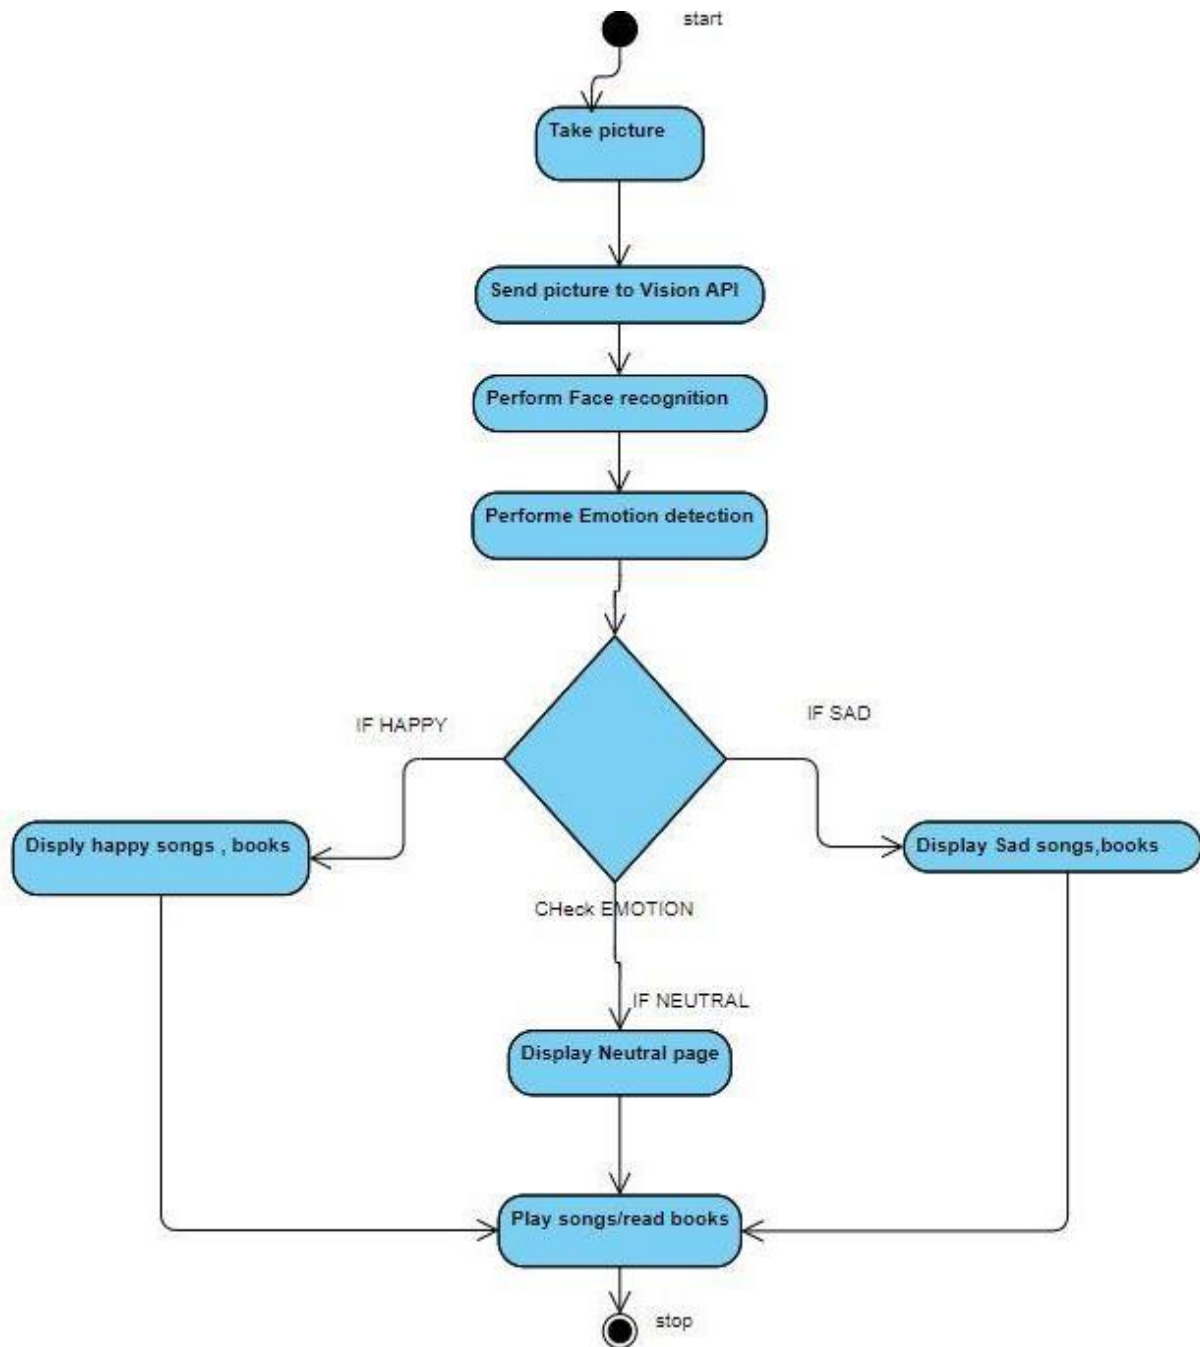 start
Take picture
Send picture to Vision API
Perform Face recognition
Performe Emotion detection
IF HAPPY
IF SAD
Disply happy songs , books
Display Sad songs,books
CHeck EMOTION
IF NEUTRAL
Display Neutral page
Play songs/read books
stop